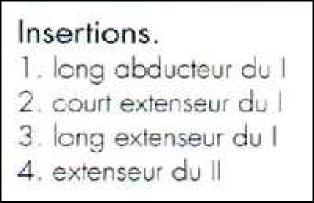 Insertions.
1. long abducteur du I
2. court extenseur du I
3. long extenseur du I
4. extenseur du II